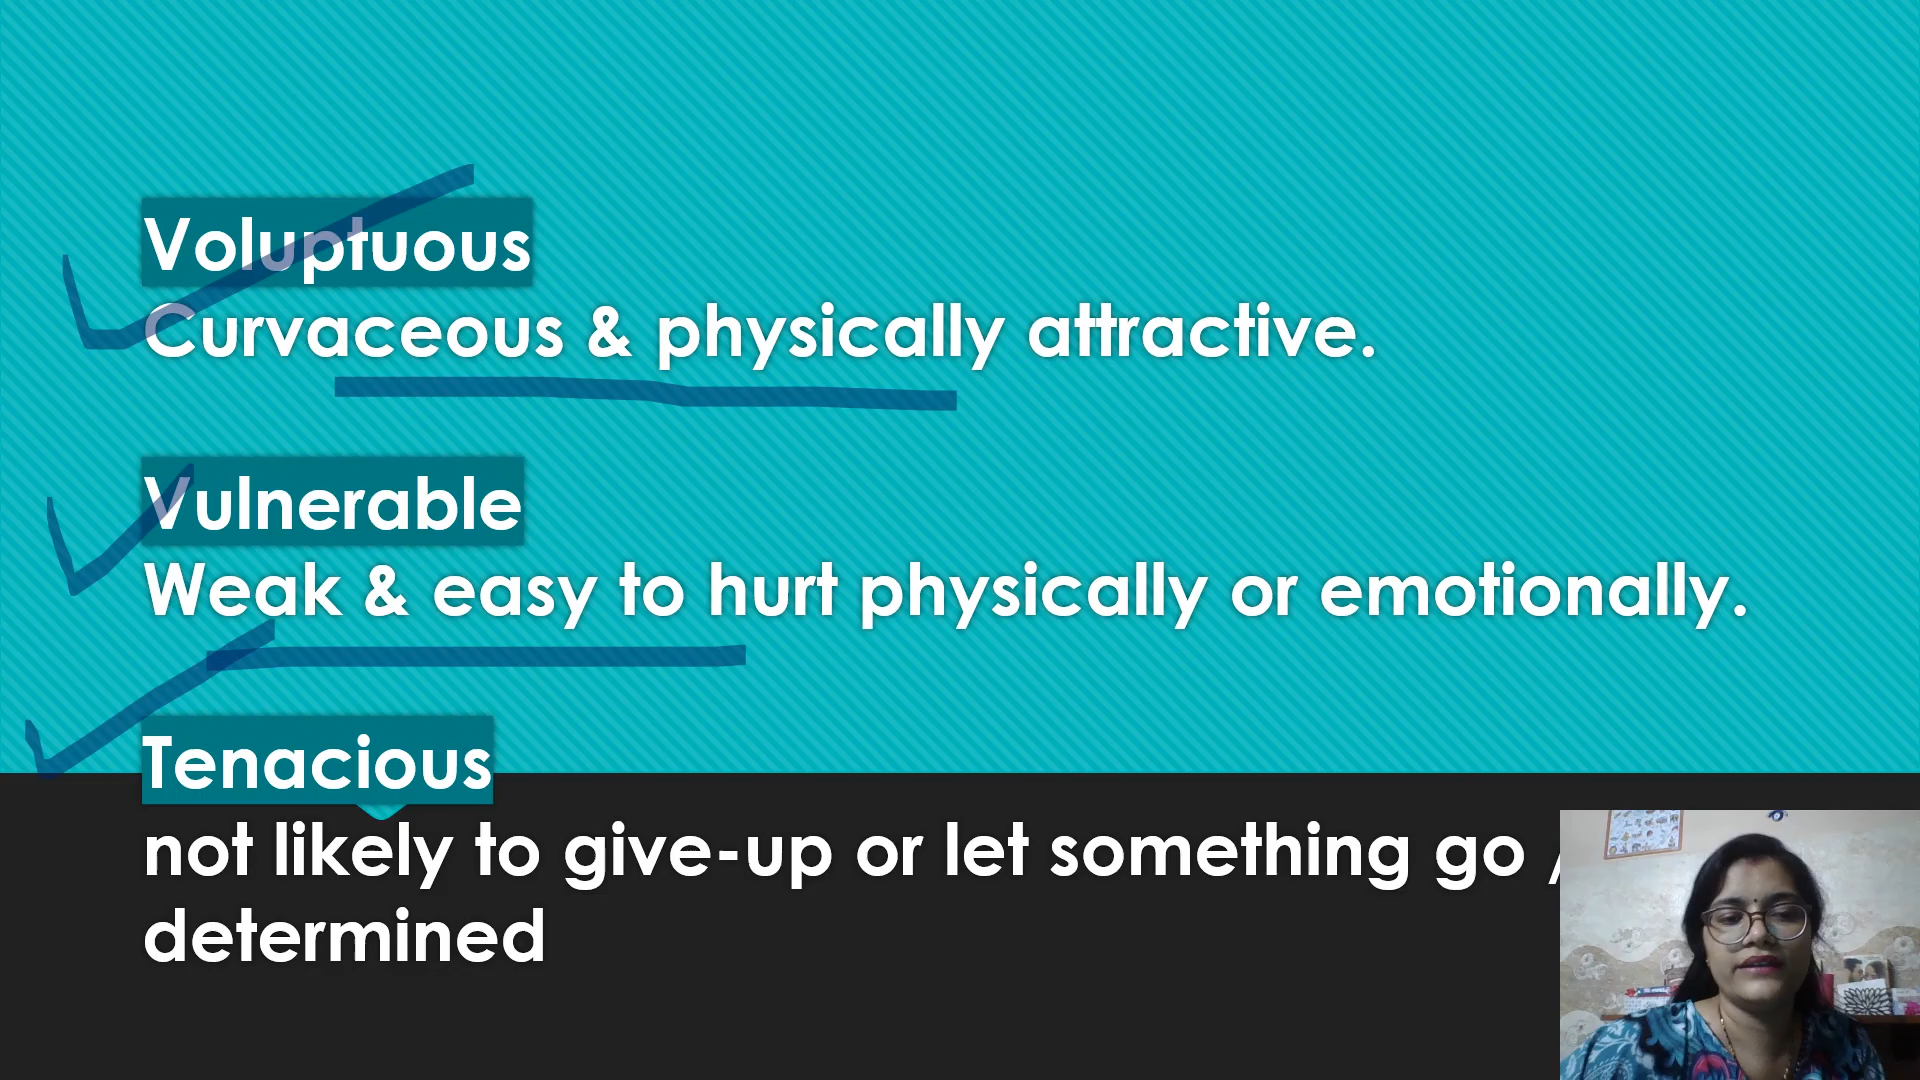 Voluptuous
Curvaceous & physically attractive.
Vulnerable
Weak & easy to hurt physically or emotionally.
Tenacious
not likely to give-up or let something go /
determined